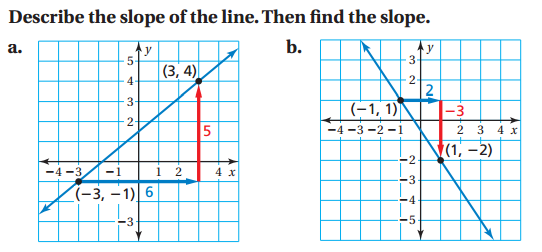 Describe the slope of the line. Then find the slope.
a.
y
5
(3, 4)
4
3
2
5
-4 -3 -1 1 2 4 x
(-3, -1) 6
-3
b.
y
3
2
2
(-1, 1) -3
-4 -3 -2 -1 2 3 4 x
(1, -2)
-2
-3
-4
-5